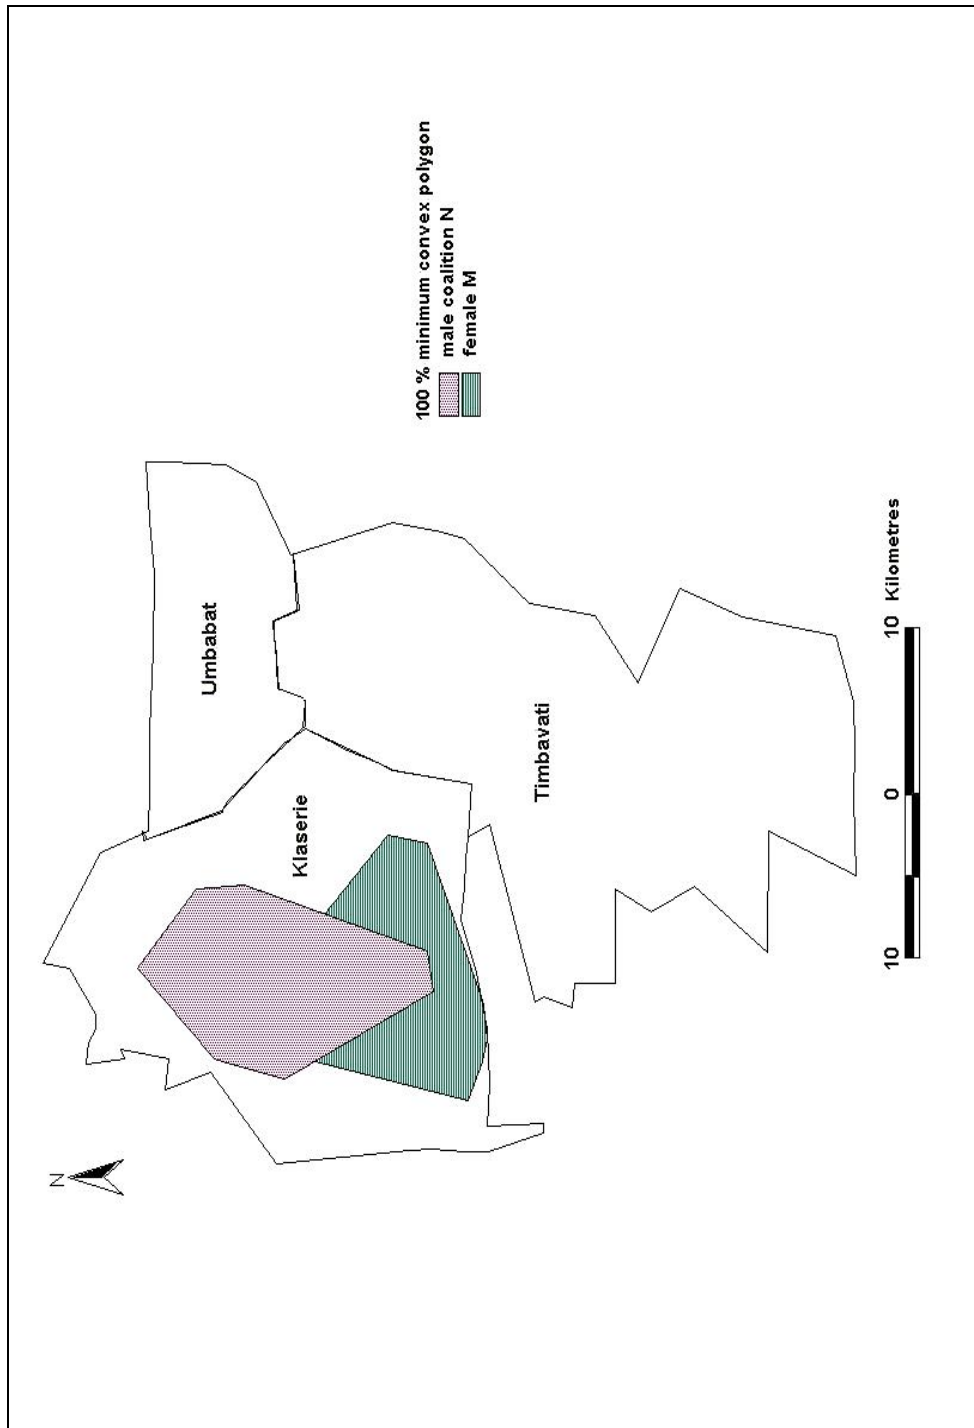 N
Umbabat
Klaserie
Timbavati
100 % minimum convex polygon
male coalition N
female M
10 0 10 Kilometres